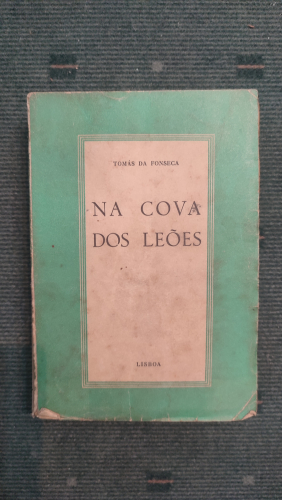 TOMÁS DA FONSECA
NA COVA
DOS LEÕES
LISBOA